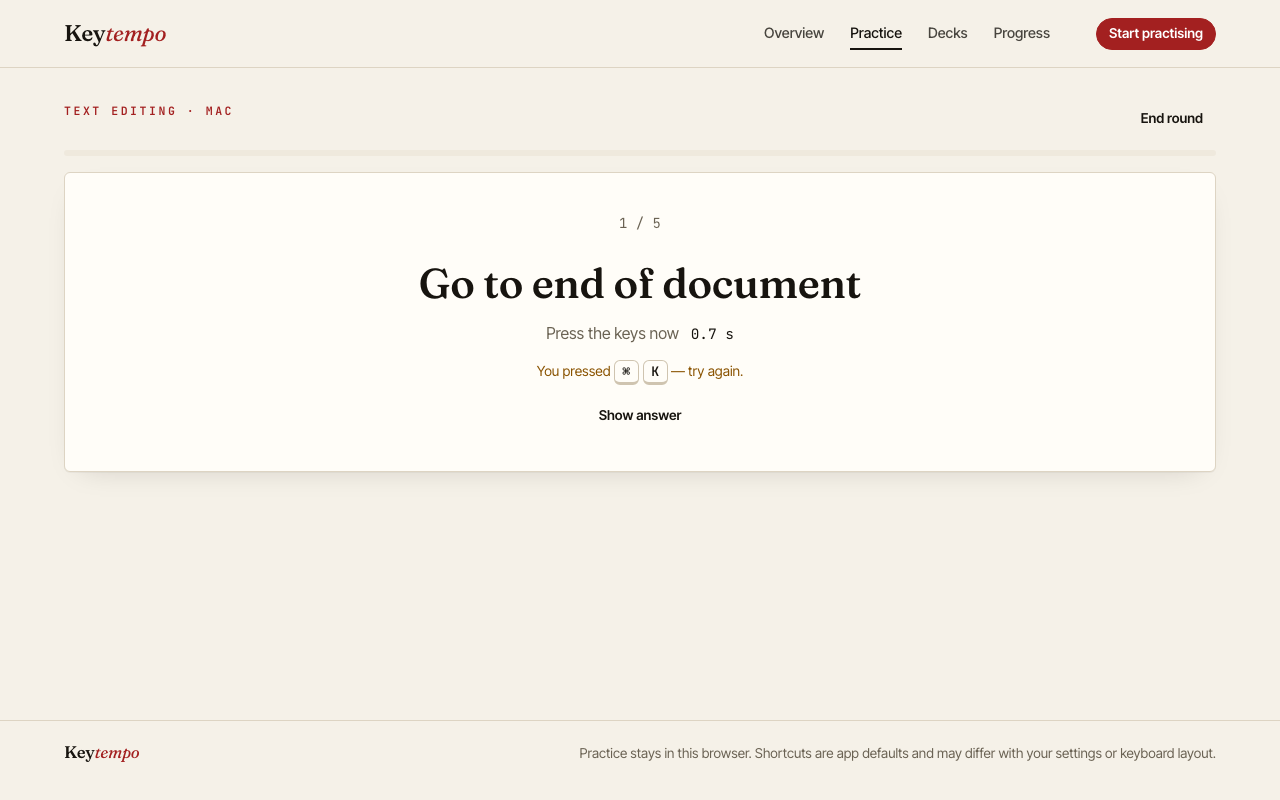 Keytempo
Overview Practice Decks Progress Start practising
TEXT EDITING · MAC
End round
1 / 5
Go to end of document
Press the keys now 0.7 s
You pressed ⌘ K — try again.
Show answer
Keytempo
Practice stays in this browser. Shortcuts are app defaults and may differ with your settings or keyboard layout.